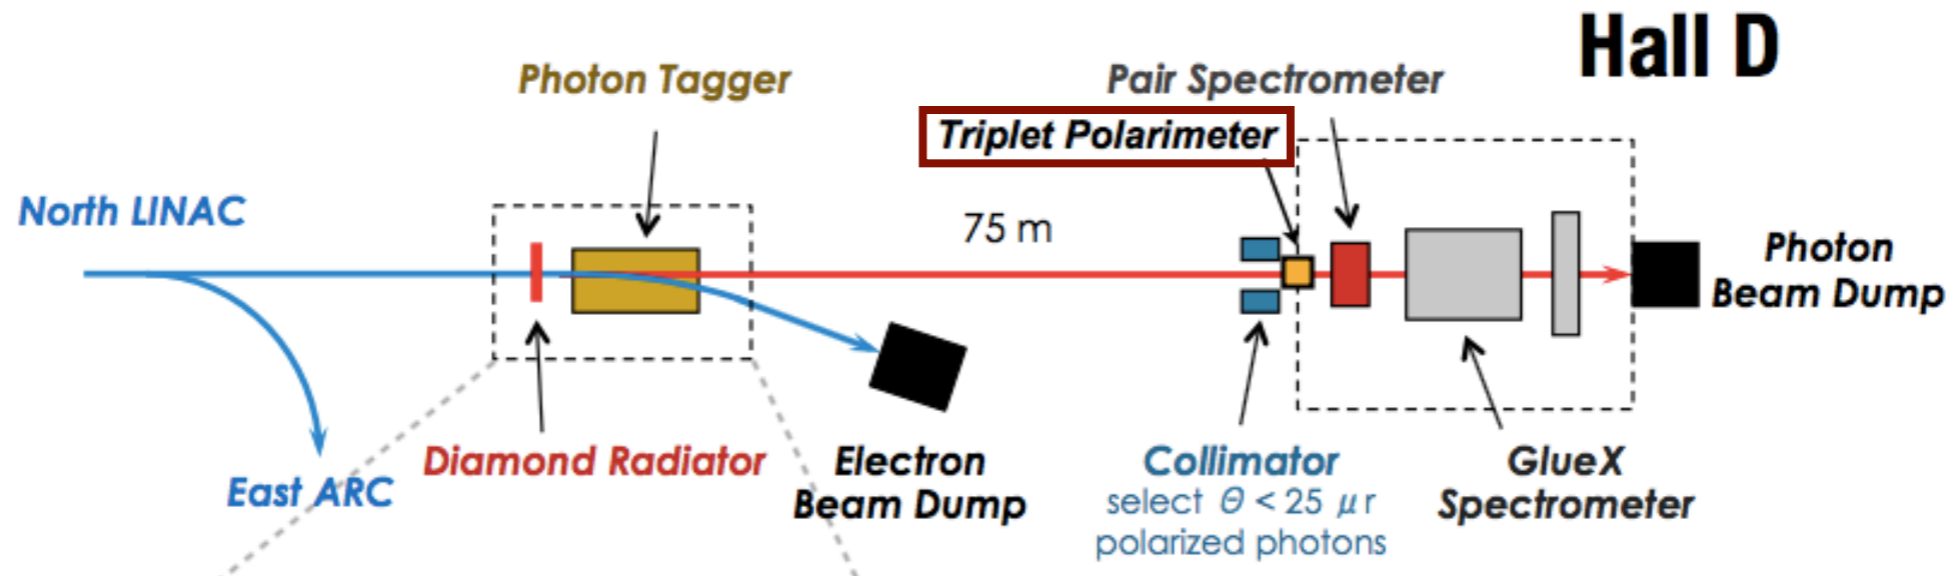 Hall D
Photon Tagger
Pair Spectrometer
Triplet Polarimeter
North LINAC
75 m
Photon
Beam Dump
Diamond Radiator
Electron
Beam Dump
Collimator
select θ < 25 μr
polarized photons
GlueX
Spectrometer
East ARC